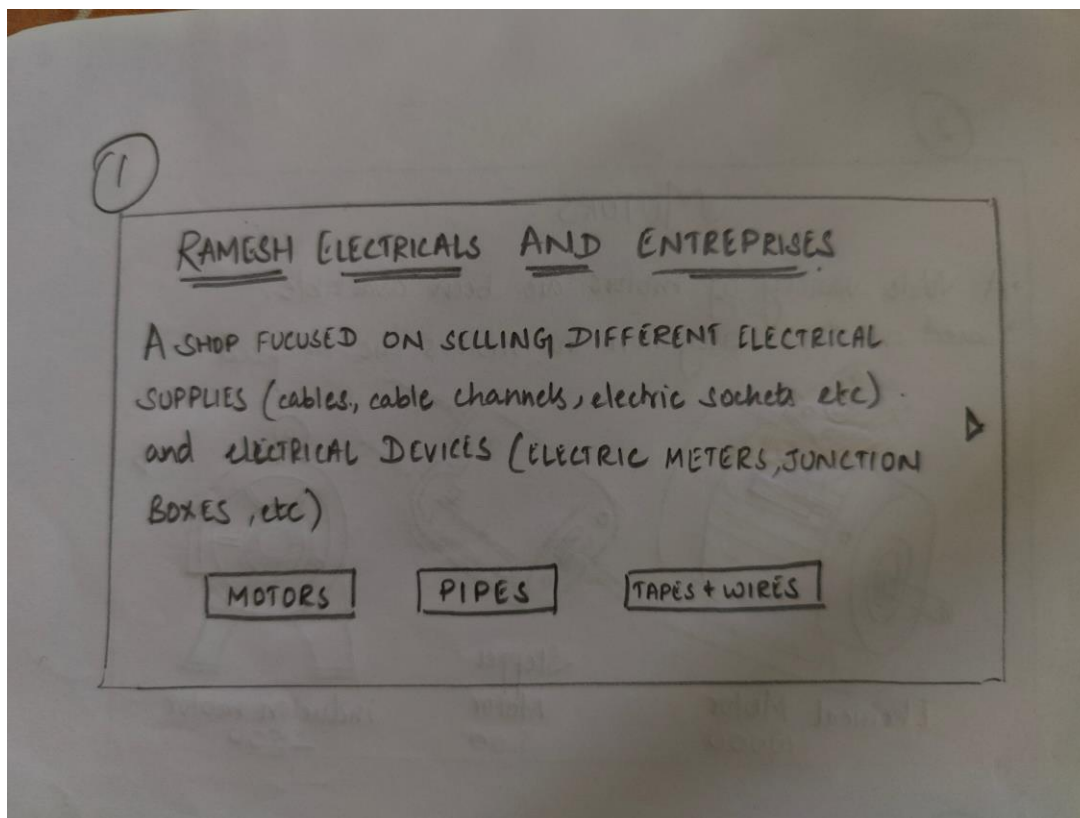 1
RAMESH ELECTRICALS AND ENTREPRISES
A SHOP FUCUSED ON SELLING DIFFERENT ELECTRICAL
SUPPLIES (cables, cable channels, electric sockets etc)
and ELECTRICAL DEVICES (ELECTRIC METERS, JUNCTION
BOXES, etc)
MOTORS PIPES TAPES + WIRES